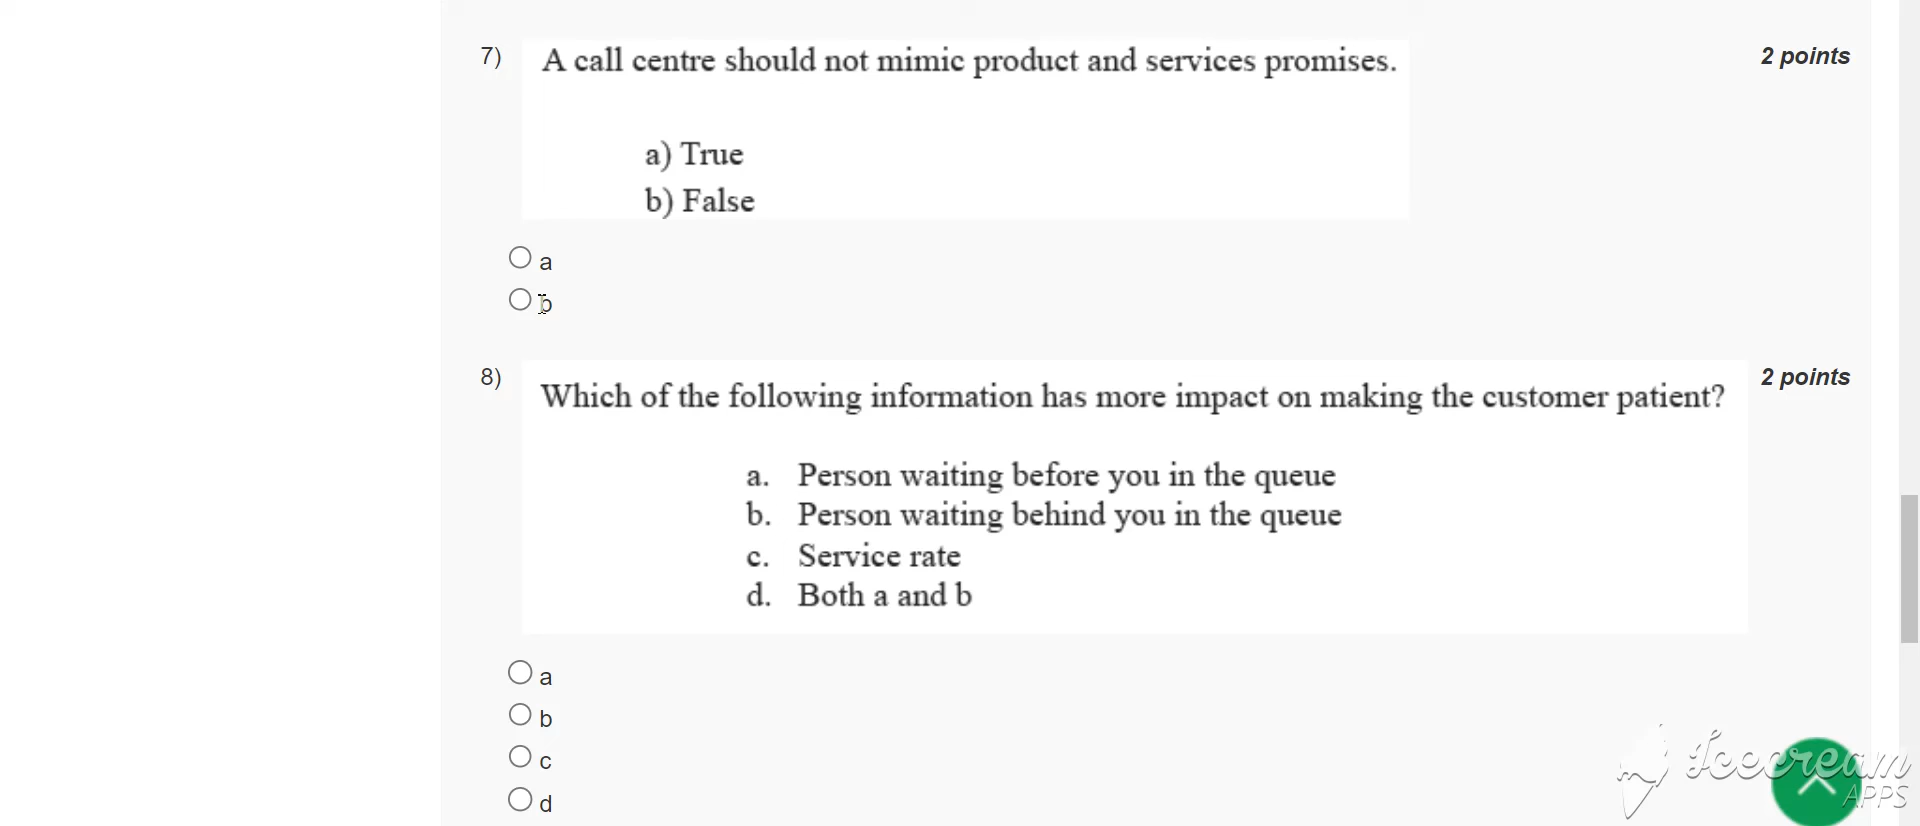 7) A call centre should not mimic product and services promises. 2 points
a) True
b) False
a
b
8) Which of the following information has more impact on making the customer patient? 2 points
a. Person waiting before you in the queue
b. Person waiting behind you in the queue
c. Service rate
d. Both a and b
a
b
c
d
Icecream
APPS